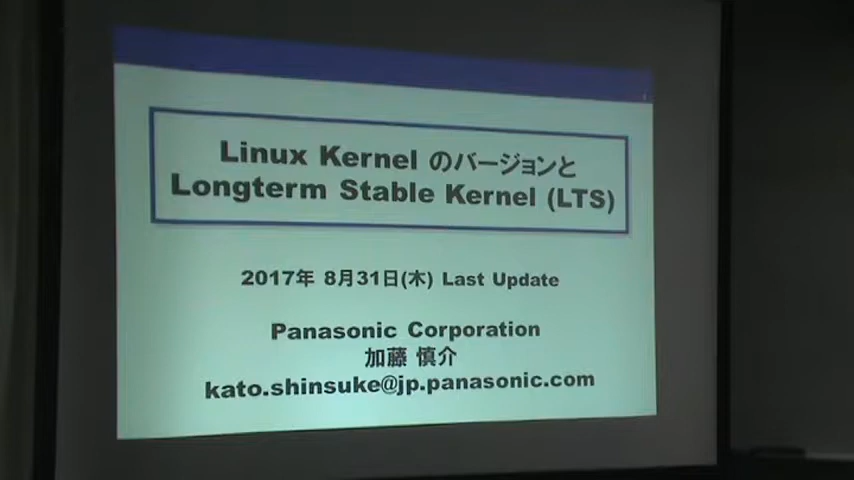 Linux Kernel のバージョンと
Longterm Stable Kernel (LTS)
2017年 8月31日(木) Last Update
Panasonic Corporation
加藤 慎介
kato.shinsuke@jp.panasonic.com